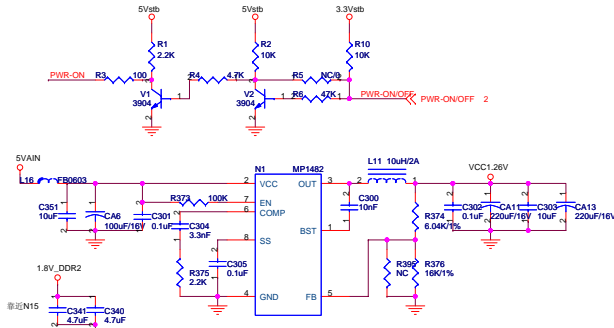 5Vstb 5Vstb 3.3Vstb
R1 2.2K R2 10K R10 10K
PWR-ON R3 100 R4 4.7K R5 NC/0
V1 3904 V2 3904 R6 47K PWR-ON/OFF PWR-ON/OFF 2
5VAIN N1 MP1482 L11 10uH/2A
L16 FB0603 VCC1.26V
2 VCC OUT 3
C351 10uF CA6 100uF/16V C301 0.1uF R373 100K 7 EN
6 COMP C300 10nF R374 6.04K/1% C302 0.1uF CA11 220uF/16V C303 10uF CA13 220uF/16V
C304 3.3nF BST 1
8 SS
R375 2.2K C305 0.1uF R395 NC R376 16K/1%
1.8V_DDR2 4 GND FB 5
靠近N15 C341 4.7uF C340 4.7uF